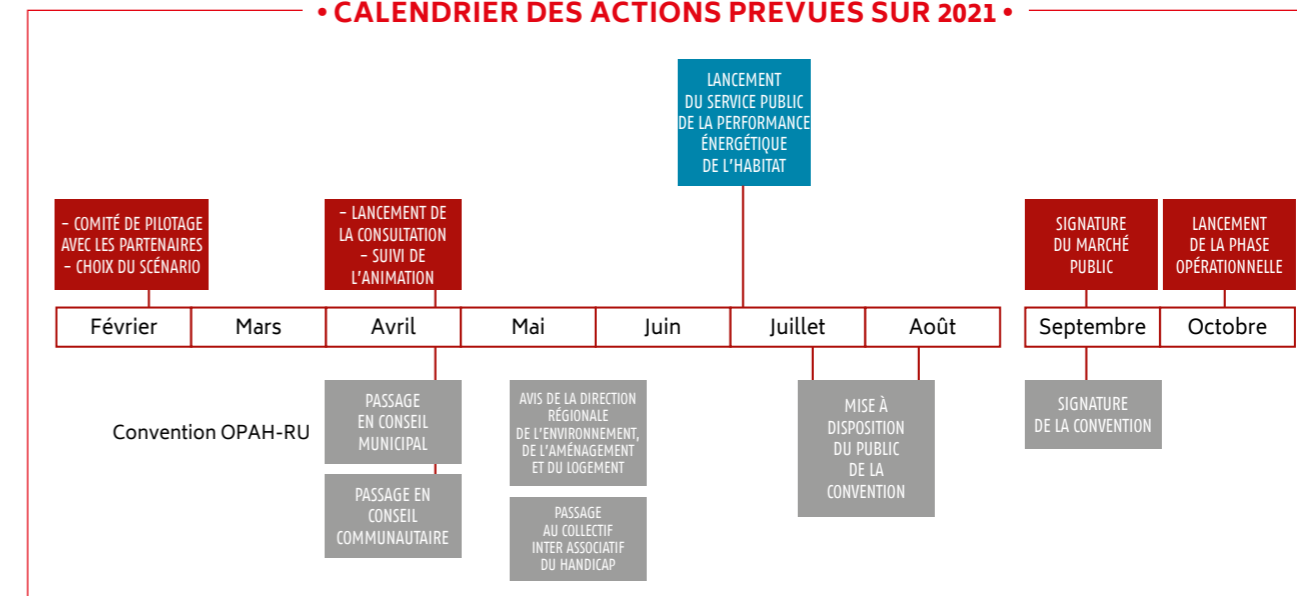 • CALENDRIER DES ACTIONS PRÉVUES SUR 2021 •
LANCEMENT
DU SERVICE PUBLIC
DE LA PERFORMANCE
ÉNERGÉTIQUE
DE L'HABITAT
– COMITÉ DE PILOTAGE
AVEC LES PARTENAIRES
– CHOIX DU SCÉNARIO
– LANCEMENT DE
LA CONSULTATION
– SUIVI DE
L'ANIMATION
SIGNATURE
DU MARCHÉ
PUBLIC
LANCEMENT
DE LA PHASE
OPÉRATIONNELLE
Février Mars Avril Mai Juin Juillet Août Septembre Octobre
Convention OPAH-RU
PASSAGE
EN CONSEIL
MUNICIPAL
PASSAGE EN
CONSEIL
COMMUNAUTAIRE
AVIS DE LA DIRECTION
RÉGIONALE
DE L'ENVIRONNEMENT,
DE L'AMÉNAGEMENT
ET DU LOGEMENT
PASSAGE
AU COLLECTIF
INTER ASSOCIATIF
DU HANDICAP
MISE À
DISPOSITION
DU PUBLIC
DE LA
CONVENTION
SIGNATURE
DE LA CONVENTION